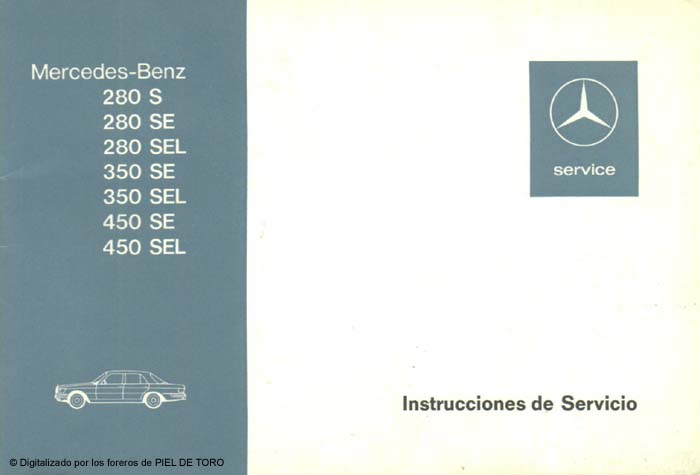 Mercedes-Benz
280 S
280 SE
280 SEL
350 SE
350 SEL
450 SE
450 SEL
service
Instrucciones de Servicio
© Digitalizado por los foreros de PIEL DE TORO